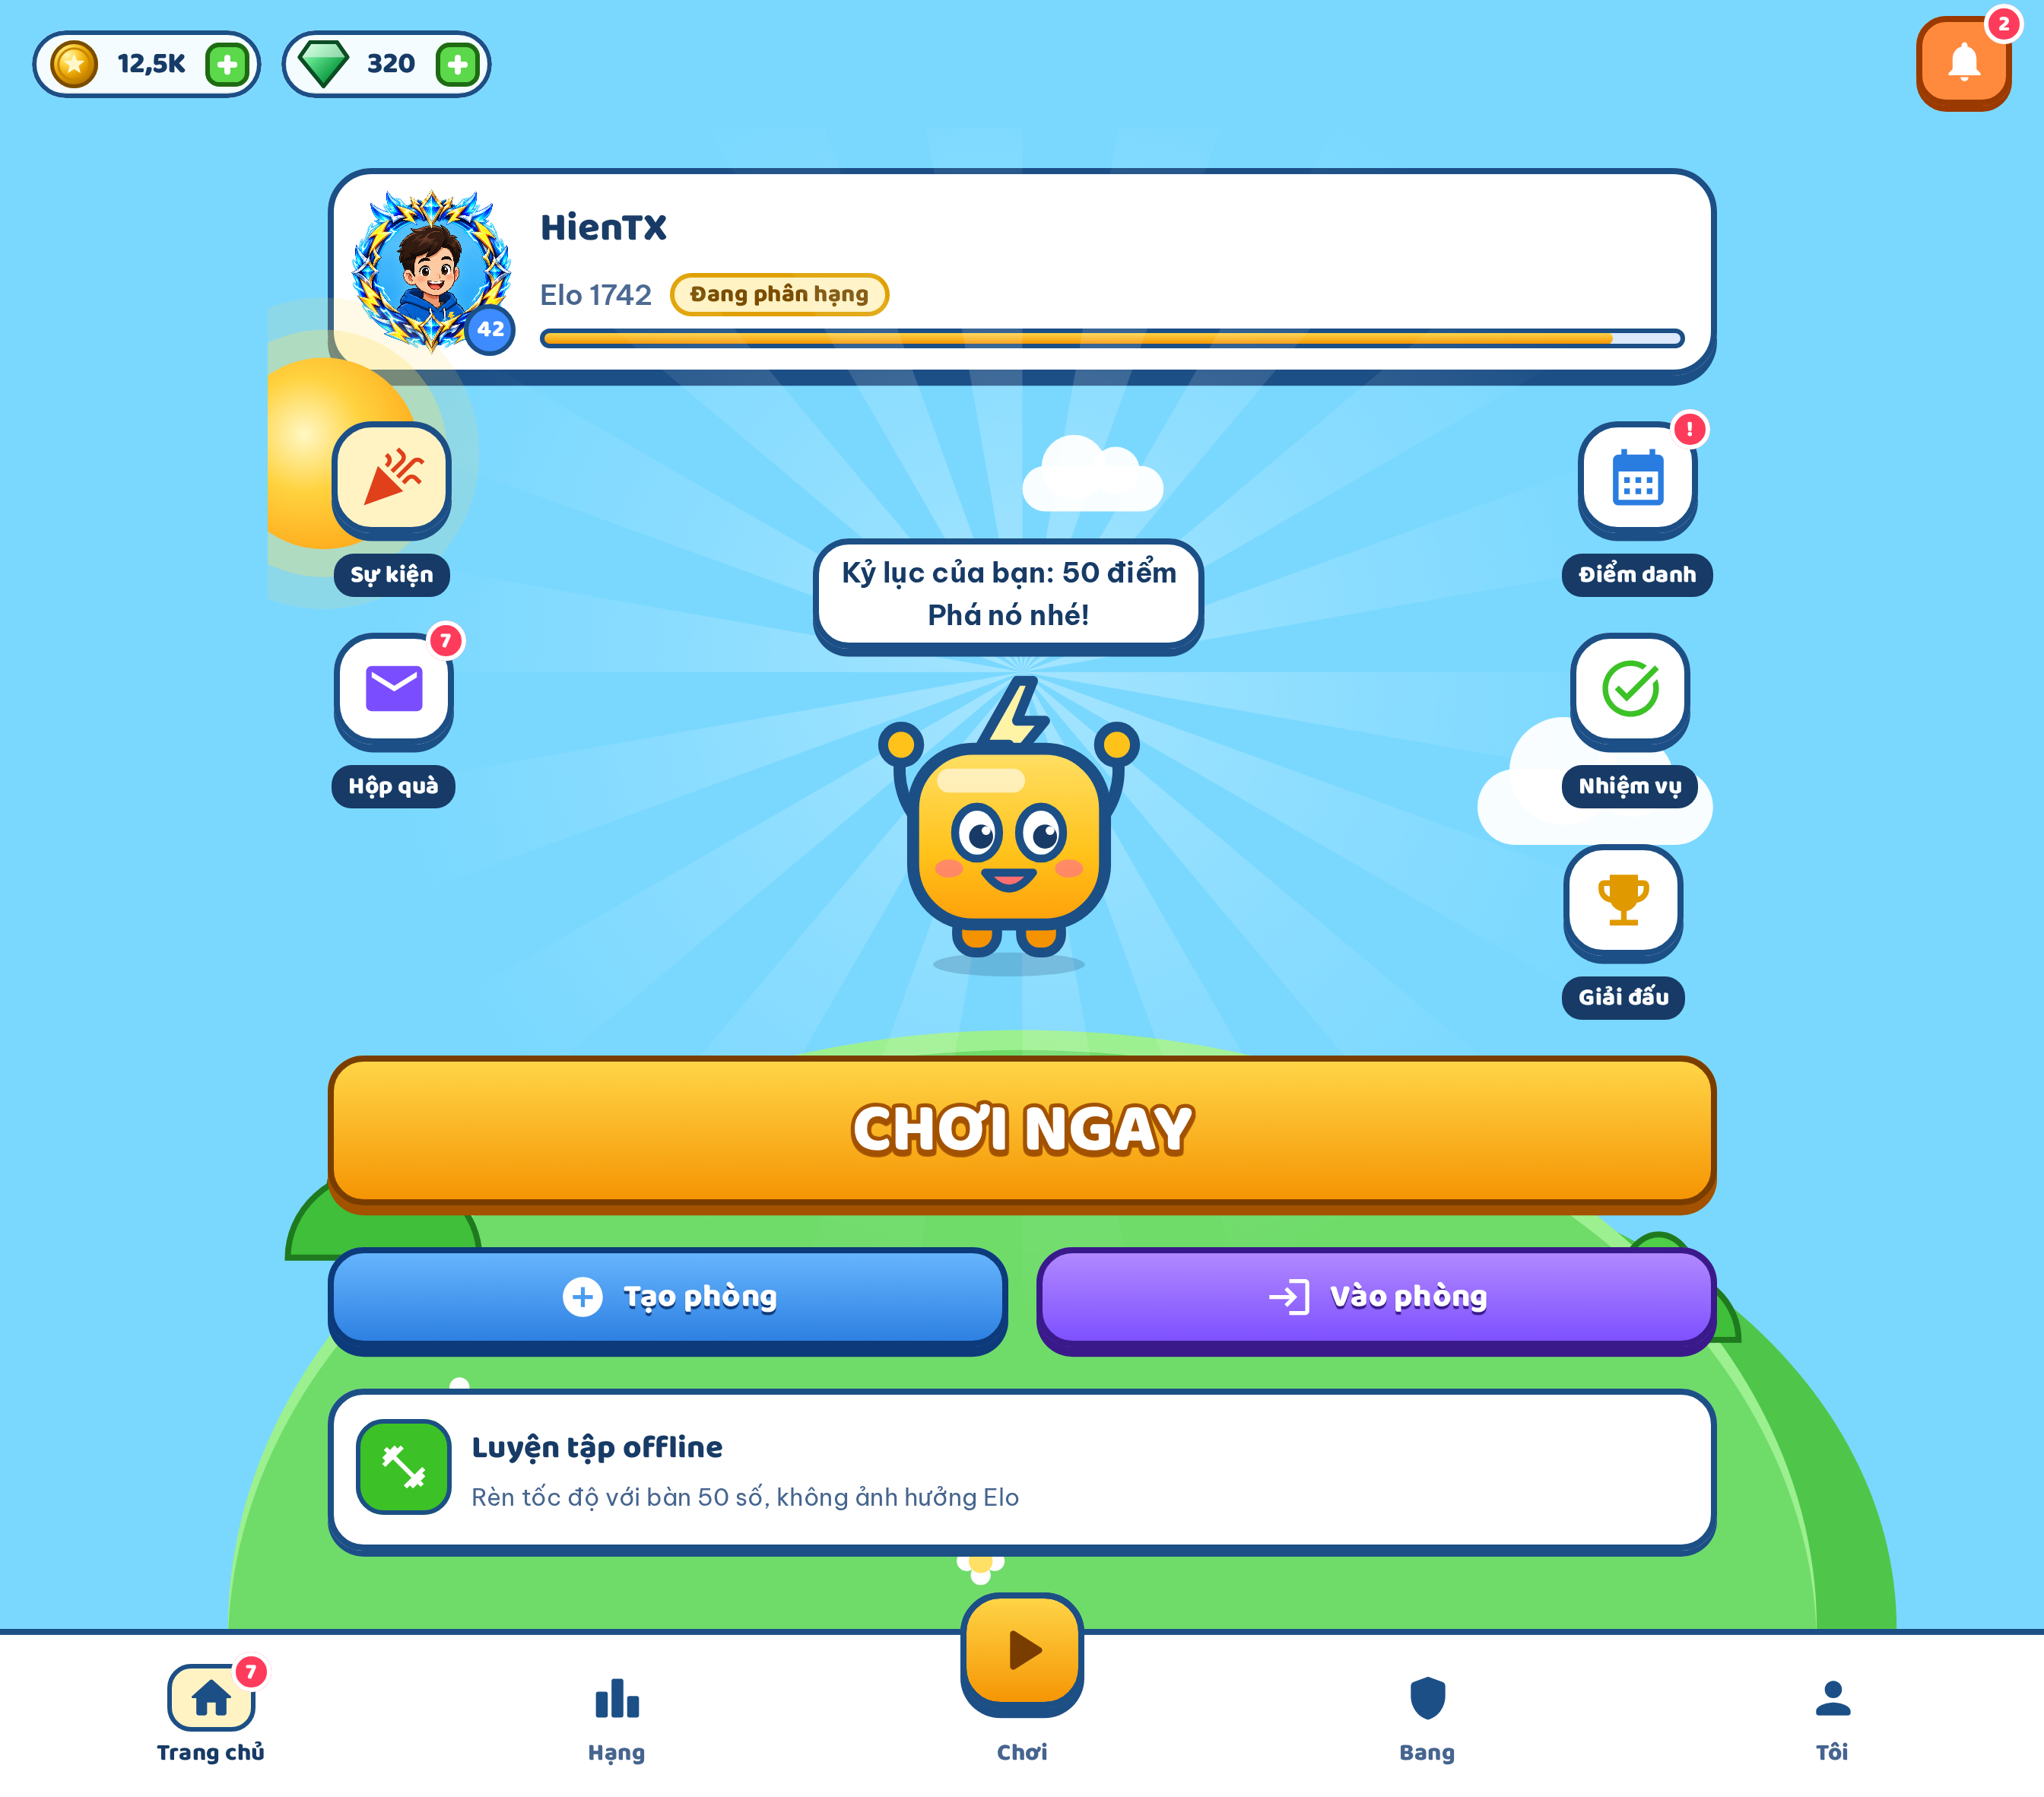 12,5K
320
2
HienTX
Elo 1742
Đang phân hạng
42
Sự kiện
!
Điểm danh
Kỷ lục của bạn: 50 điểm
Phá nó nhé!
7
Hộp quà
Nhiệm vụ
Giải đấu
CHƠI NGAY
Tạo phòng
Vào phòng
Luyện tập offline
Rèn tốc độ với bàn 50 số, không ảnh hưởng Elo
7
Trang chủ
Hạng
Chơi
Bang
Tôi